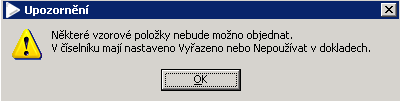 Upozornění
Některé vzorové položky nebude možno objednat.
V číselníku mají nastaveno Vyřazeno nebo Nepoužívat v dokladech.
OK